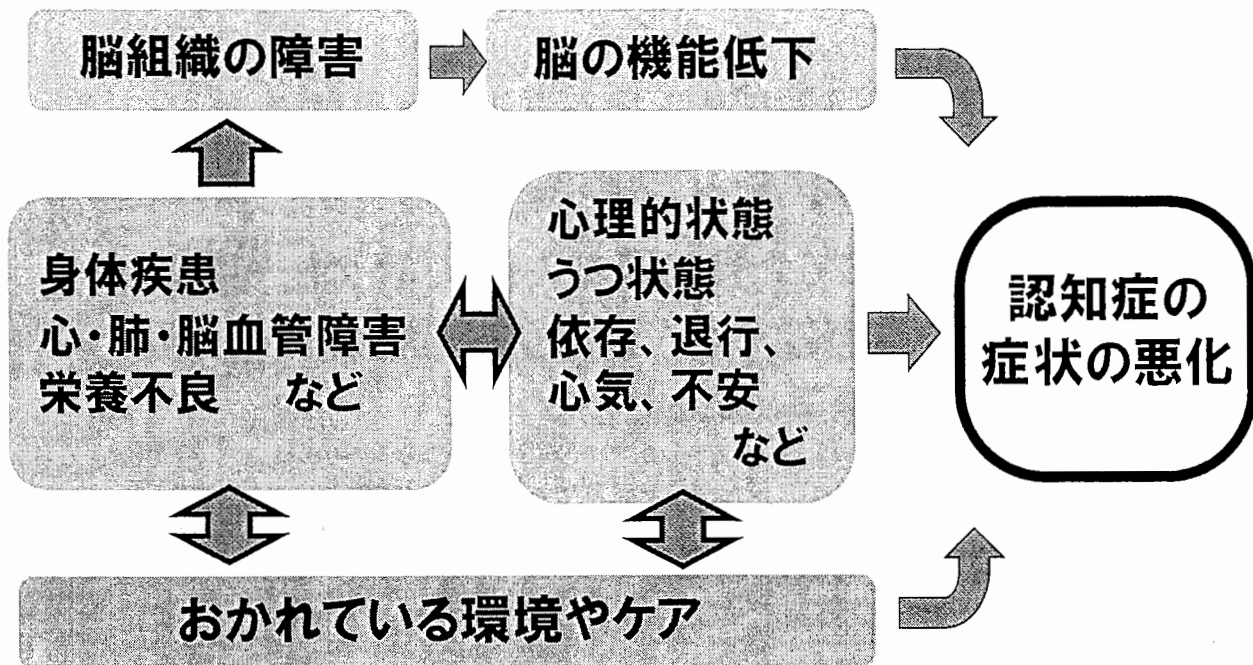 脳組織の障害
脳の機能低下
身体疾患
心・肺・脳血管障害
栄養不良　など
心理的状態
うつ状態
依存、退行、
心気、不安
など
認知症の
症状の悪化
おかれている環境やケア